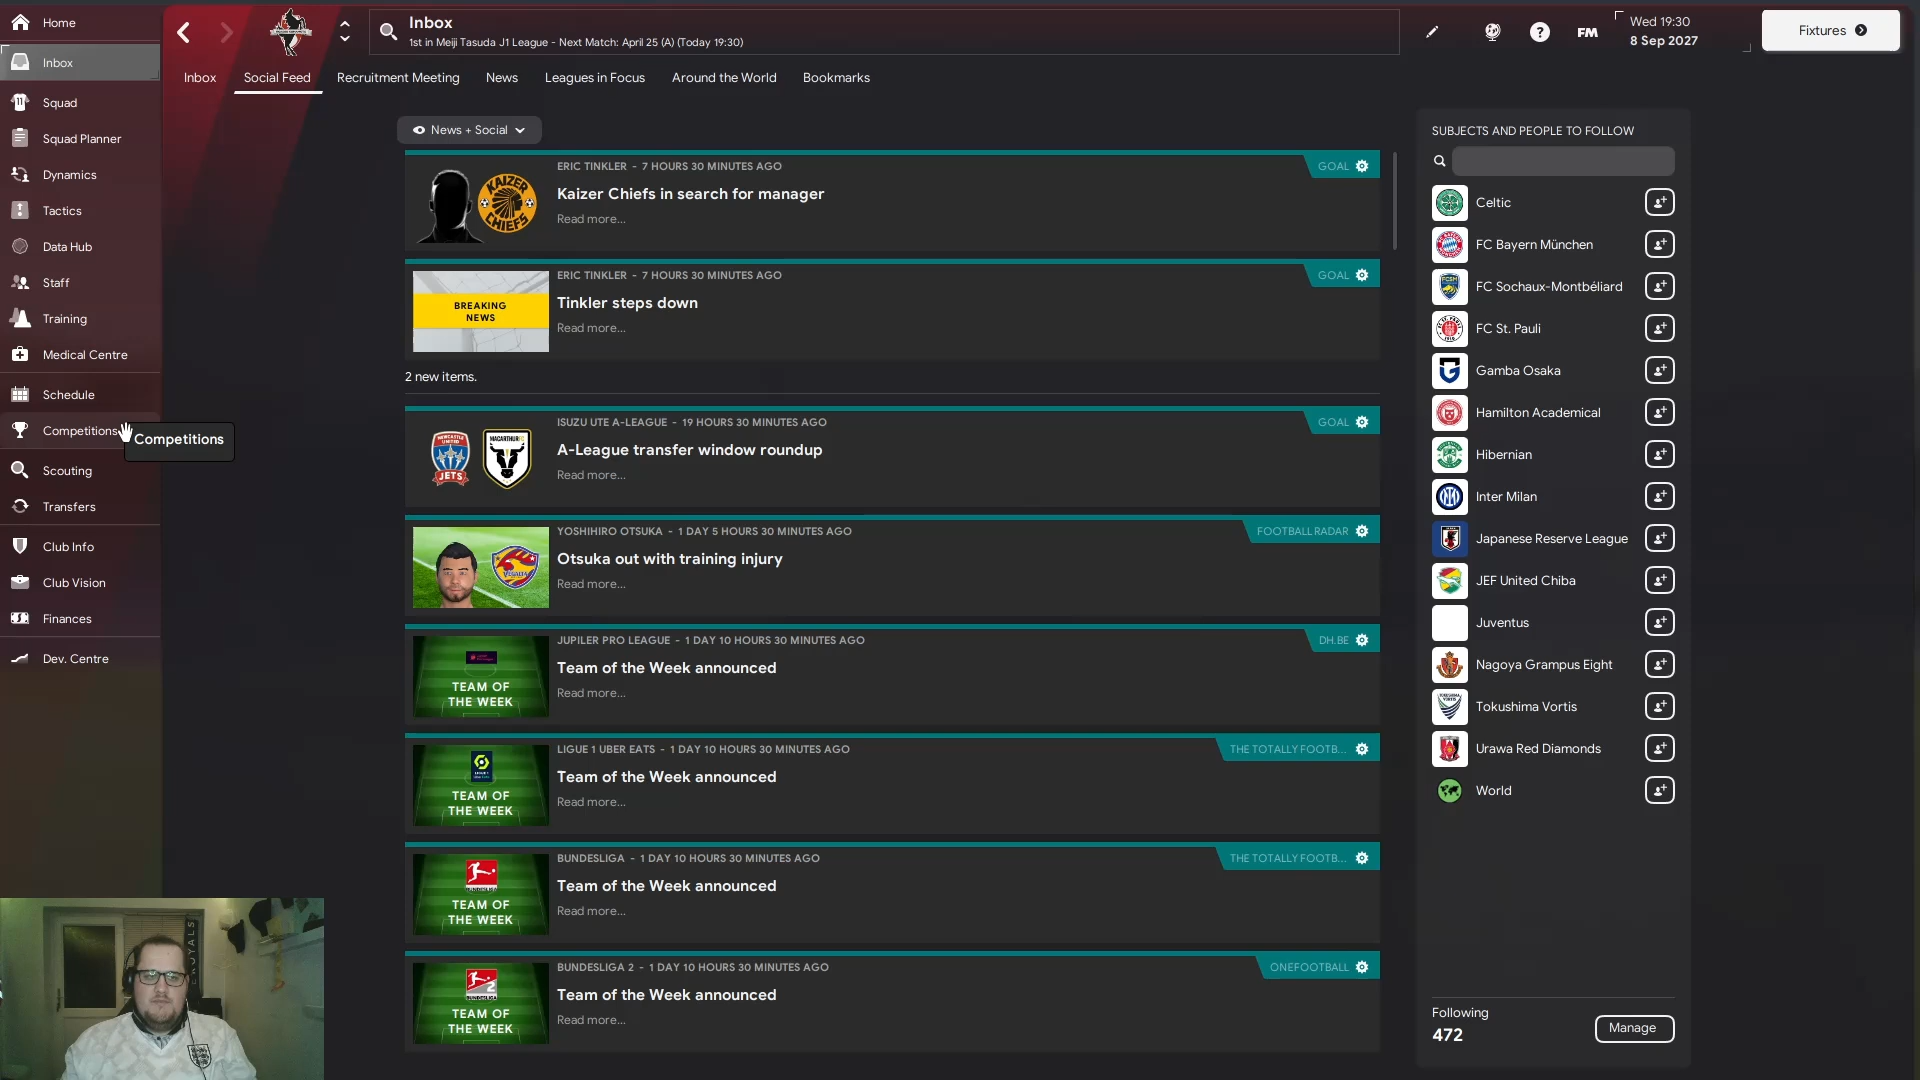 Home
Inbox
Squad
Squad Planner
Dynamics
Tactics
Data Hub
Staff
Training
Medical Centre
Schedule
Competitions
Competitions
Scouting
Transfers
Club Info
Club Vision
Finances
Dev. Centre
Inbox
1st in Meiji Tasuda J1 League - Next Match: April 25 (A) (Today 19:30)
FM
Wed 19:30
8 Sep 2027
Fixtures
Inbox
Social Feed
Recruitment Meeting
News
Leagues in Focus
Around the World
Bookmarks
News + Social
ERIC TINKLER - 7 HOURS 30 MINUTES AGO
GOAL
Kaizer Chiefs in search for manager
Read more...
KAIZER
CHIEFS
ERIC TINKLER - 7 HOURS 30 MINUTES AGO
GOAL
BREAKING
NEWS
Tinkler steps down
Read more...
2 new items.
ISUZU UTE A-LEAGUE - 19 HOURS 30 MINUTES AGO
GOAL
A-League transfer window roundup
Read more...
JETS
YOSHIHIRO OTSUKA - 1 DAY 5 HOURS 30 MINUTES AGO
FOOTBALL RADAR
Otsuka out with training injury
Read more...
JUPILER PRO LEAGUE - 1 DAY 10 HOURS 30 MINUTES AGO
DH.BE
TEAM OF
THE WEEK
Team of the Week announced
Read more...
LIGUE 1 UBER EATS - 1 DAY 10 HOURS 30 MINUTES AGO
THE TOTALLY FOOTB...
TEAM OF
THE WEEK
Team of the Week announced
Read more...
BUNDESLIGA - 1 DAY 10 HOURS 30 MINUTES AGO
THE TOTALLY FOOTB...
TEAM OF
THE WEEK
Team of the Week announced
Read more...
BUNDESLIGA 2 - 1 DAY 10 HOURS 30 MINUTES AGO
ONEFOOTBALL
TEAM OF
THE WEEK
Team of the Week announced
Read more...
SUBJECTS AND PEOPLE TO FOLLOW
Celtic
FC Bayern München
FC Sochaux-Montbéliard
FC St. Pauli
Gamba Osaka
Hamilton Academical
Hibernian
Inter Milan
Japanese Reserve League
JEF United Chiba
Juventus
Nagoya Grampus Eight
Tokushima Vortis
Urawa Red Diamonds
World
Following
472
Manage
ROYALS